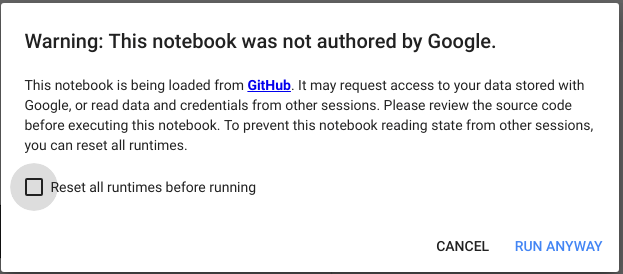 Warning: This notebook was not authored by Google.
This notebook is being loaded from GitHub. It may request access to your data stored with
Google, or read data and credentials from other sessions. Please review the source code
before executing this notebook. To prevent this notebook reading state from other sessions,
you can reset all runtimes.
Reset all runtimes before running
CANCEL RUN ANYWAY